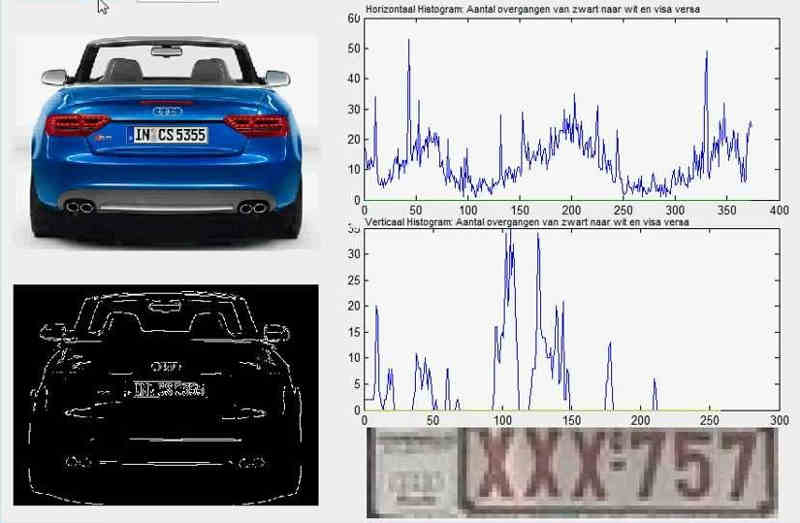 Horizontaal Histogram: Aantal overgangen van zwart naar wit en visa versa
60
50
40
30
20
10
0
0 50 100 150 200 250 300 350 400
IN CS 5355
Verticaal Histogram: Aantal overgangen van zwart naar wit en visa versa
35
30
25
20
15
10
5
0
0 50 100 150 200 250 300
XXX:757